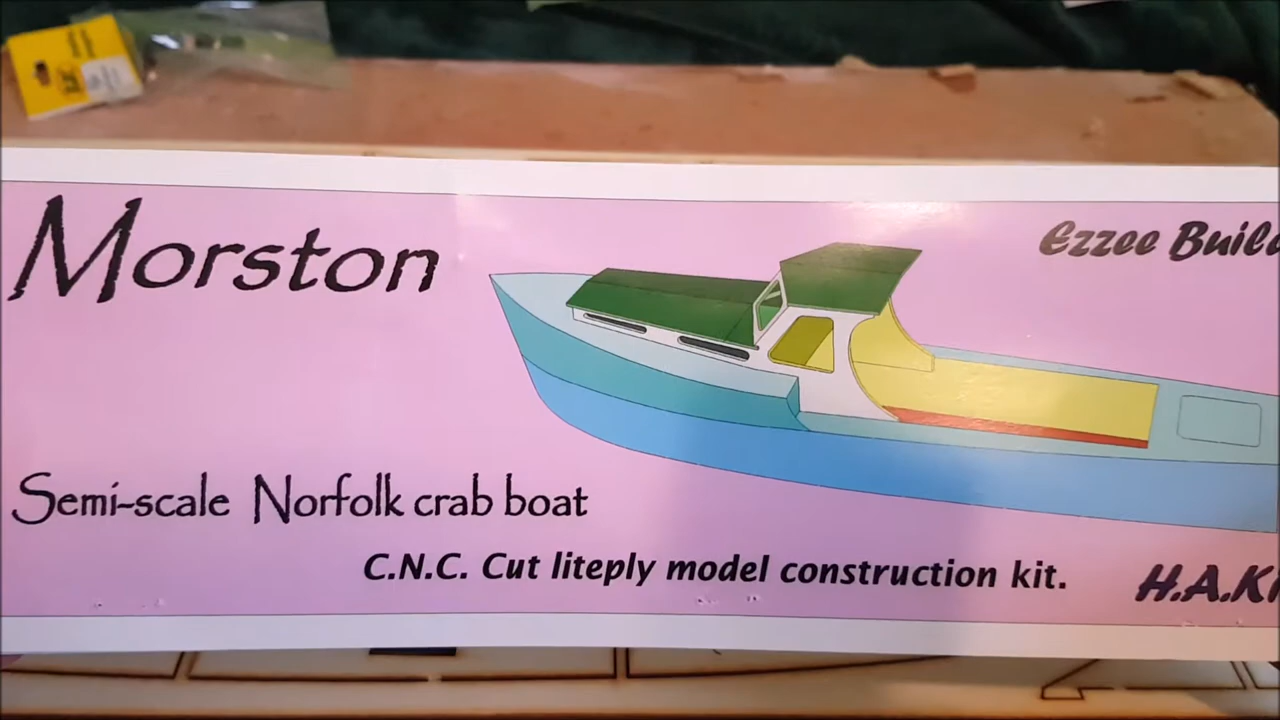 Morston
Ezzee Buil
Semi-scale Norfolk crab boat
C.N.C. Cut liteply model construction kit.
H.A.K